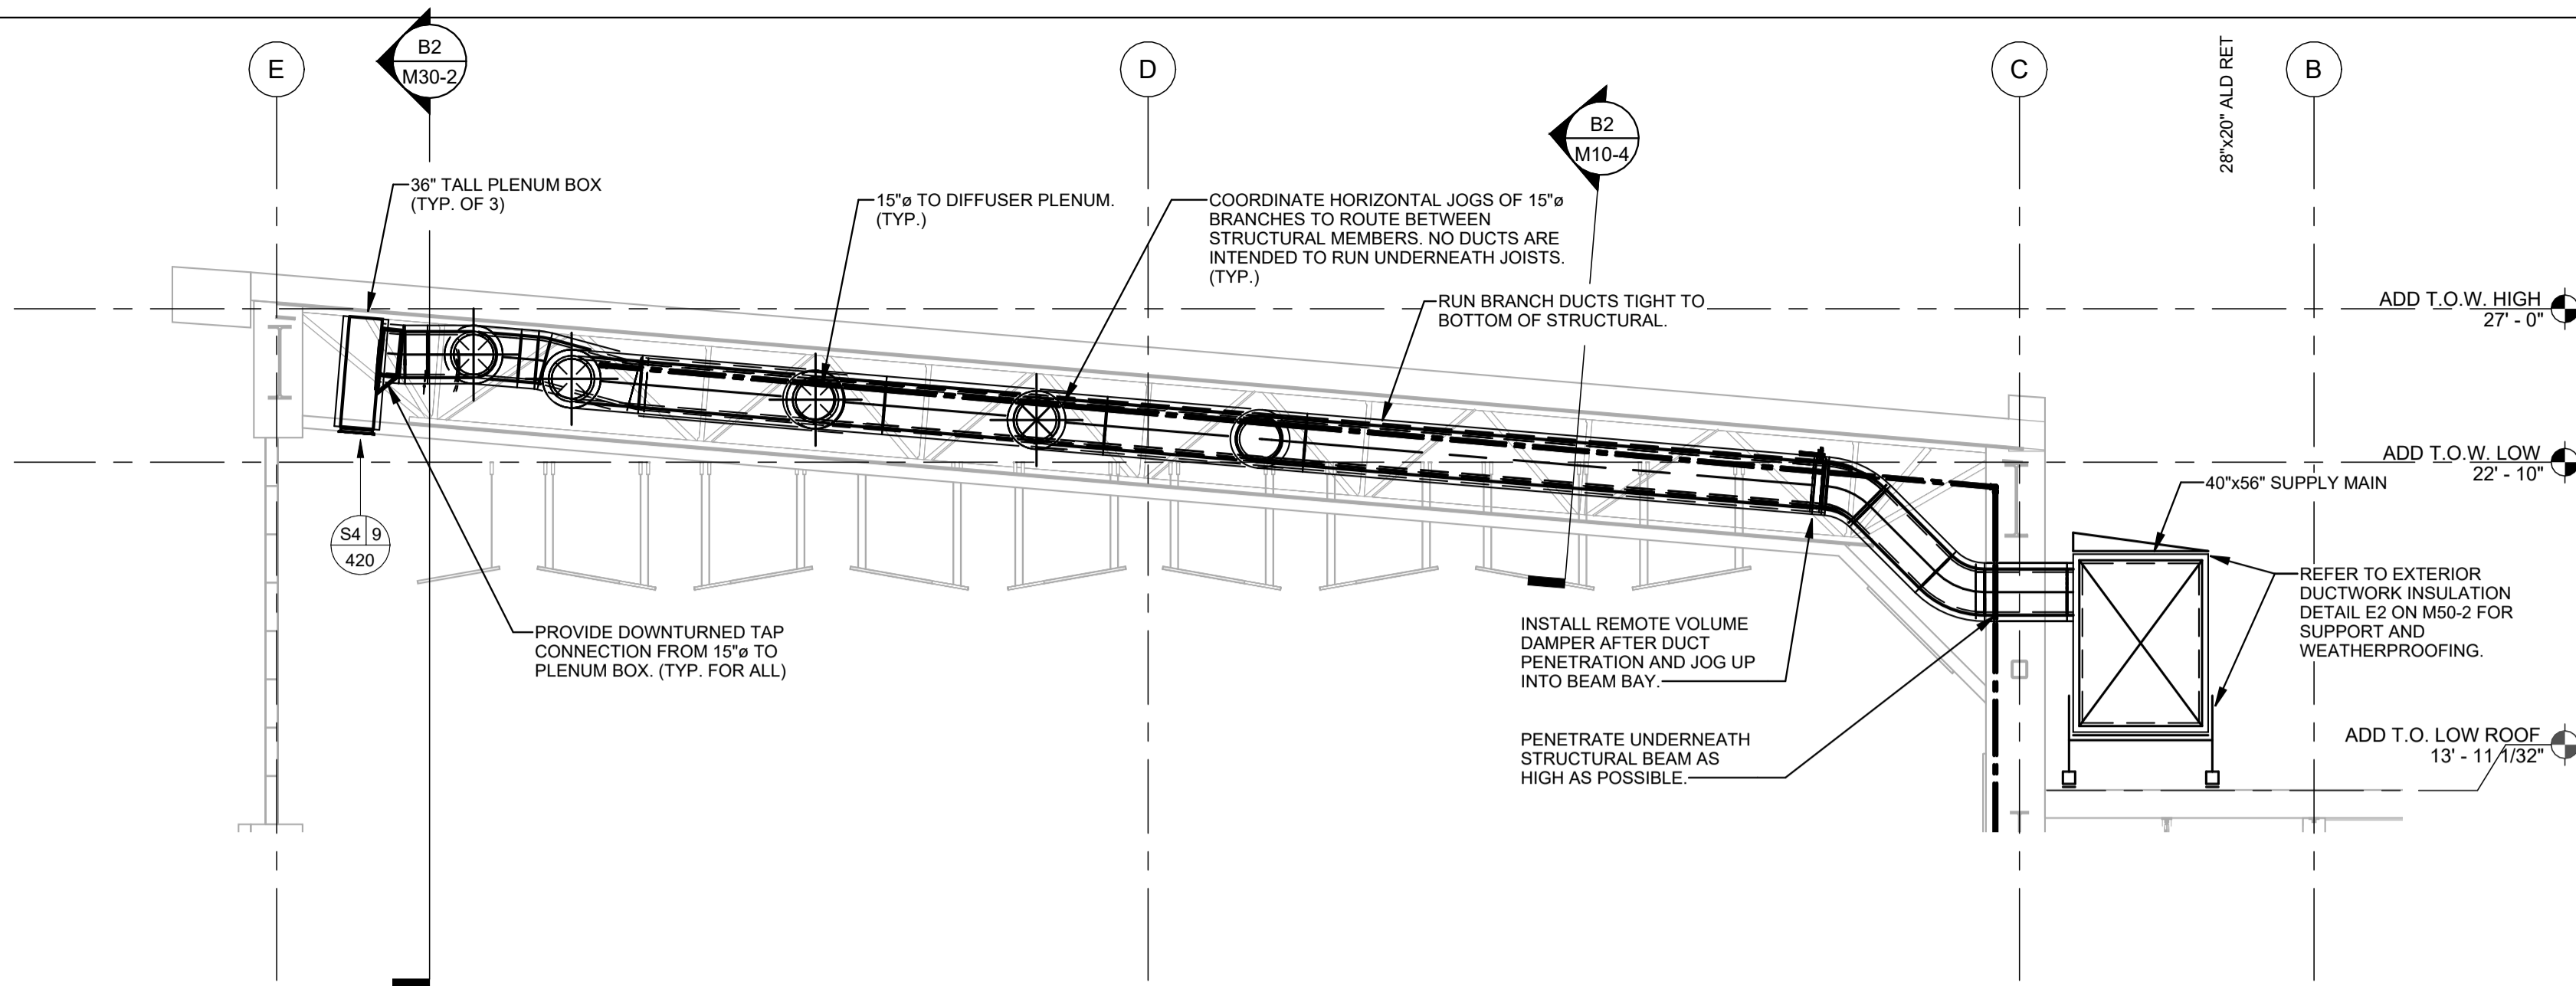 B2
M30-2
E
D
C
B
28"x20" ALD RET
B2
M10-4
36" TALL PLENUM BOX
(TYP. OF 3)
15"ø TO DIFFUSER PLENUM.
(TYP.)
COORDINATE HORIZONTAL JOGS OF 15"ø
BRANCHES TO ROUTE BETWEEN
STRUCTURAL MEMBERS. NO DUCTS ARE
INTENDED TO RUN UNDERNEATH JOISTS.
(TYP.)
RUN BRANCH DUCTS TIGHT TO
BOTTOM OF STRUCTURAL.
ADD T.O.W. HIGH
27' - 0"
ADD T.O.W. LOW
22' - 10"
40"x56" SUPPLY MAIN
S4 9
420
REFER TO EXTERIOR
DUCTWORK INSULATION
DETAIL E2 ON M50-2 FOR
SUPPORT AND
WEATHERPROOFING.
PROVIDE DOWNTURNED TAP
CONNECTION FROM 15"ø TO
PLENUM BOX. (TYP. FOR ALL)
INSTALL REMOTE VOLUME
DAMPER AFTER DUCT
PENETRATION AND JOG UP
INTO BEAM BAY.
PENETRATE UNDERNEATH
STRUCTURAL BEAM AS
HIGH AS POSSIBLE.
ADD T.O. LOW ROOF
13' - 11 1/32"